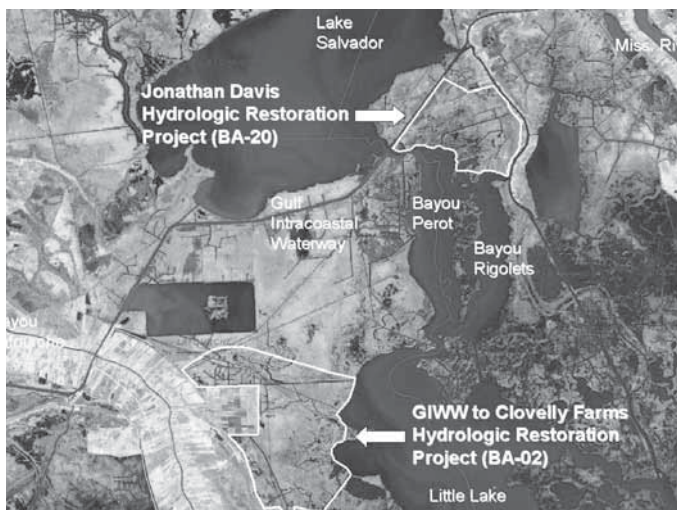 Lake
Salvador
Miss. Ri
Jonathan Davis
Hydrologic Restoration
Project (BA-20)
Gulf
Intracoastal
Waterway
Bayou
Perot
Bayou
Rigolets
ayou
GIWW to Clovelly Farms
Hydrologic Restoration
Project (BA-02)
Little Lake